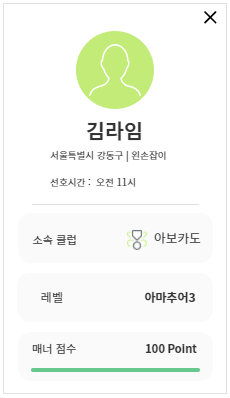 김라임
서울특별시 강동구 | 왼손잡이
선호시간 : 오전 11시
소속 클럽 아보카도
레벨 아마추어3
매너 점수 100 Point